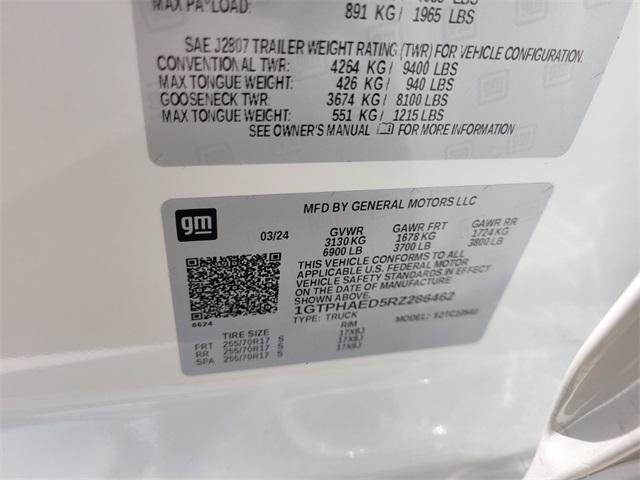 MAX PAYLOAD:
891 KG / 1965 LBS
SAE J2807 TRAILER WEIGHT RATING (TWR) FOR VEHICLE CONFIGURATION
CONVENTIONAL TWR: 4264 KG / 9400 LBS
MAX TONGUE WEIGHT: 426 KG / 940 LBS
GOOSENECK TWR: 3674 KG / 8100 LBS
MAX TONGUE WEIGHT: 551 KG / 1215 LBS
SEE OWNER'S MANUAL FOR MORE INFORMATION
gm
MFD BY GENERAL MOTORS LLC
03/24 GVWR GAWR FRT GAWR RR
3130 KG 1678 KG 1724 KG
6900 LB 3700 LB 3800 LB
THIS VEHICLE CONFORMS TO ALL
APPLICABLE U.S. FEDERAL MOTOR
VEHICLE SAFETY STANDARDS IN EFFECT
ON THE DATE OF MANUFACTURE
SHOWN ABOVE.
1GTPHAED5RZ286462
8624
TYPE: TRUCK MODEL:
TIRE SIZE RIM
FRT 255/70R17 S 17X8J
RR 255/70R17 S 17X8J
SPA 255/70R17 S 17X8J